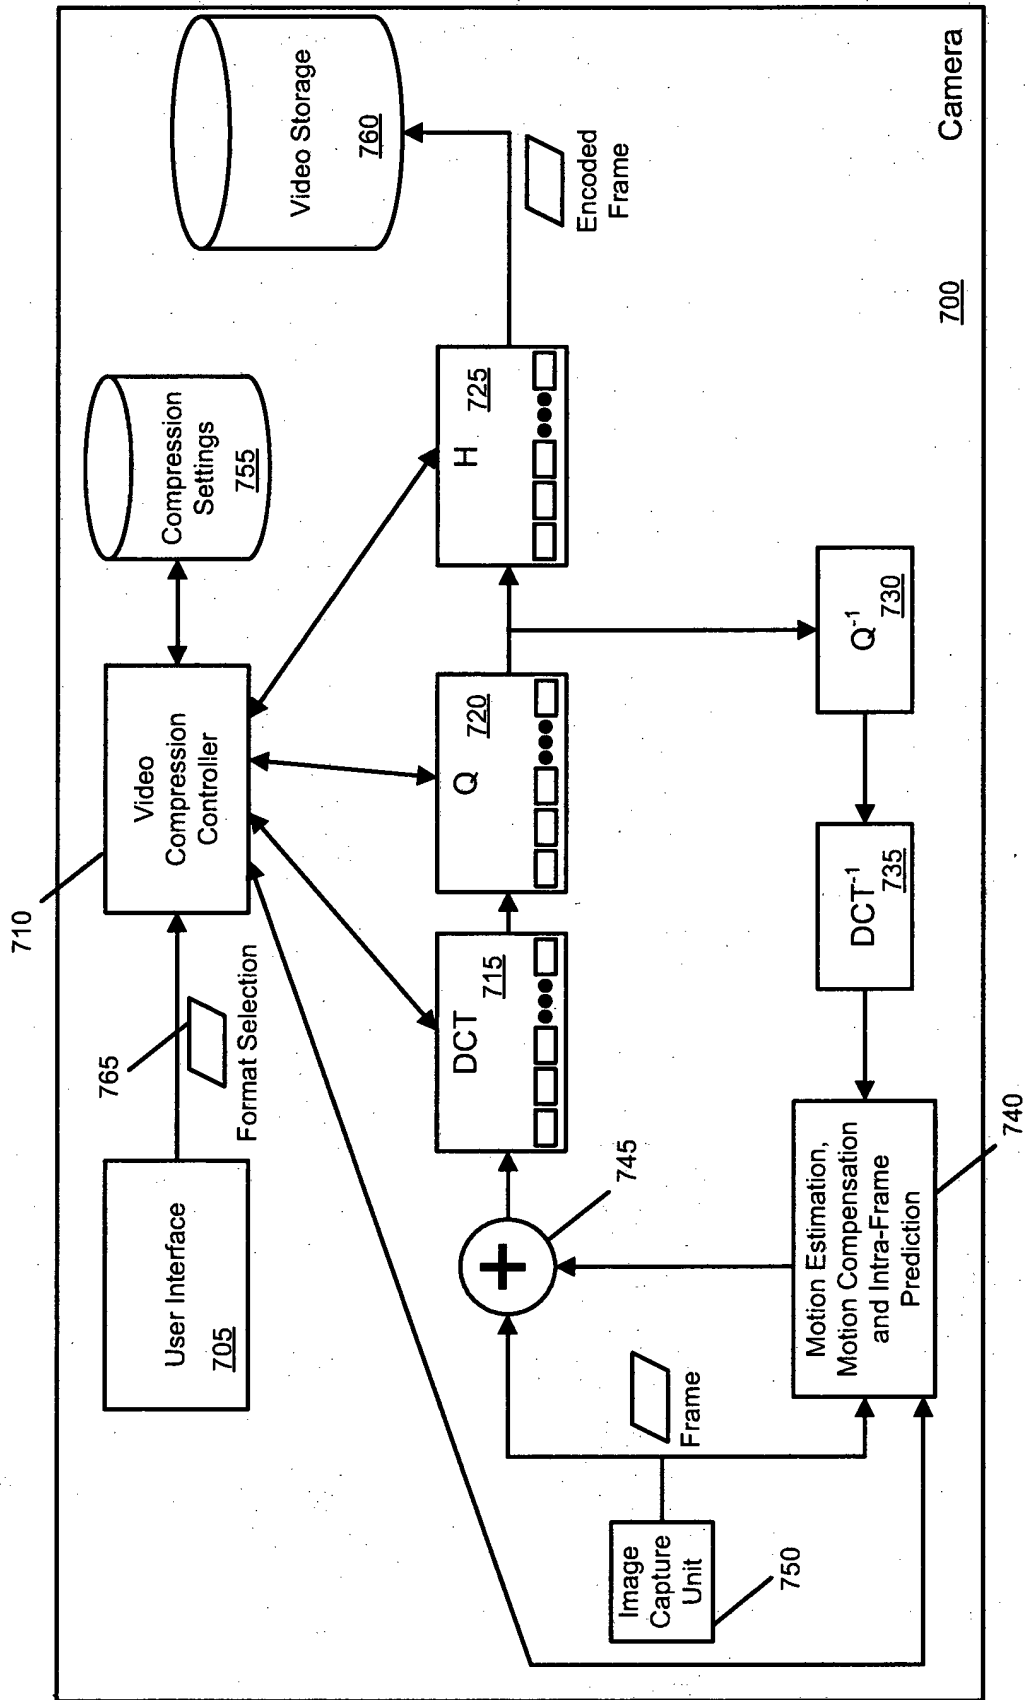 710
User Interface
705
765
Format Selection
Video
Compression
Controller
Compression
Settings
755
Video Storage
760
Image
Capture
Unit
750
Frame
745
DCT
715
Q
720
H
725
Encoded
Frame
Motion Estimation,
Motion Compensation
and Intra-Frame
Prediction
740
DCT⁻¹
735
Q⁻¹
730
700
Camera